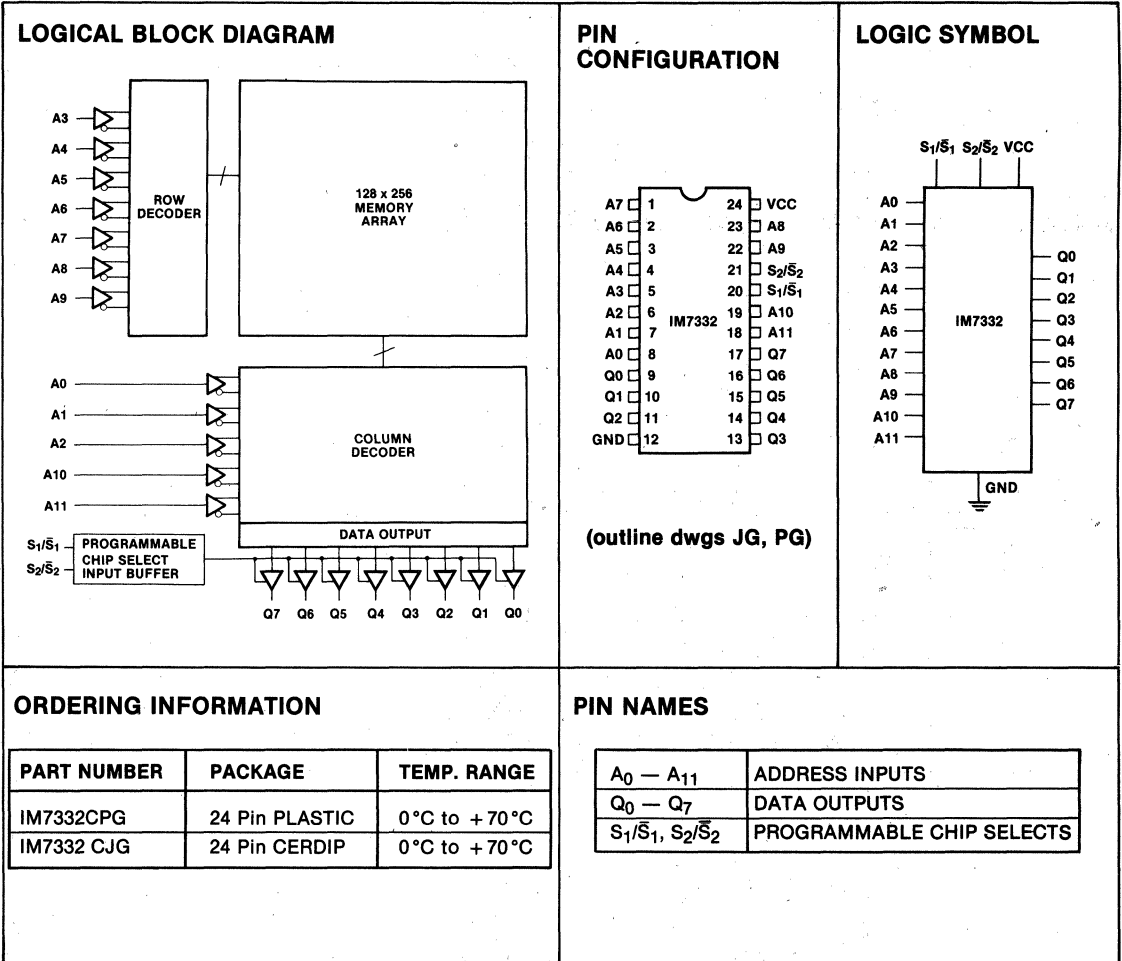 LOGICAL BLOCK DIAGRAM
A3
A4
A5
A6
A7
A8
A9
ROW
DECODER
128 x 256
MEMORY
ARRAY
A0
A1
A2
A10
A11
COLUMN
DECODER
DATA OUTPUT
S1/S̅1
S2/S̅2
PROGRAMMABLE
CHIP SELECT
INPUT BUFFER
Q7 Q6 Q5 Q4 Q3 Q2 Q1 Q0
PIN
CONFIGURATION
A7 1 24 VCC
A6 2 23 A8
A5 3 22 A9
A4 4 21 S2/S̅2
A3 5 20 S1/S̅1
A2 6 19 A10
IM7332
A1 7 18 A11
A0 8 17 Q7
Q0 9 16 Q6
Q1 10 15 Q5
Q2 11 14 Q4
GND 12 13 Q3
(outline dwgs JG, PG)
LOGIC SYMBOL
S1/S̅1 S2/S̅2 VCC
A0
A1
A2
A3
A4
A5
A6
A7
A8
A9
A10
A11
IM7332
Q0
Q1
Q2
Q3
Q4
Q5
Q6
Q7
GND
ORDERING INFORMATION
PART NUMBER PACKAGE TEMP. RANGE
IM7332CPG 24 Pin PLASTIC 0°C to +70°C
IM7332 CJG 24 Pin CERDIP 0°C to +70°C
PIN NAMES
A0 — A11 ADDRESS INPUTS
Q0 — Q7 DATA OUTPUTS
S1/S̅1, S2/S̅2 PROGRAMMABLE CHIP SELECTS